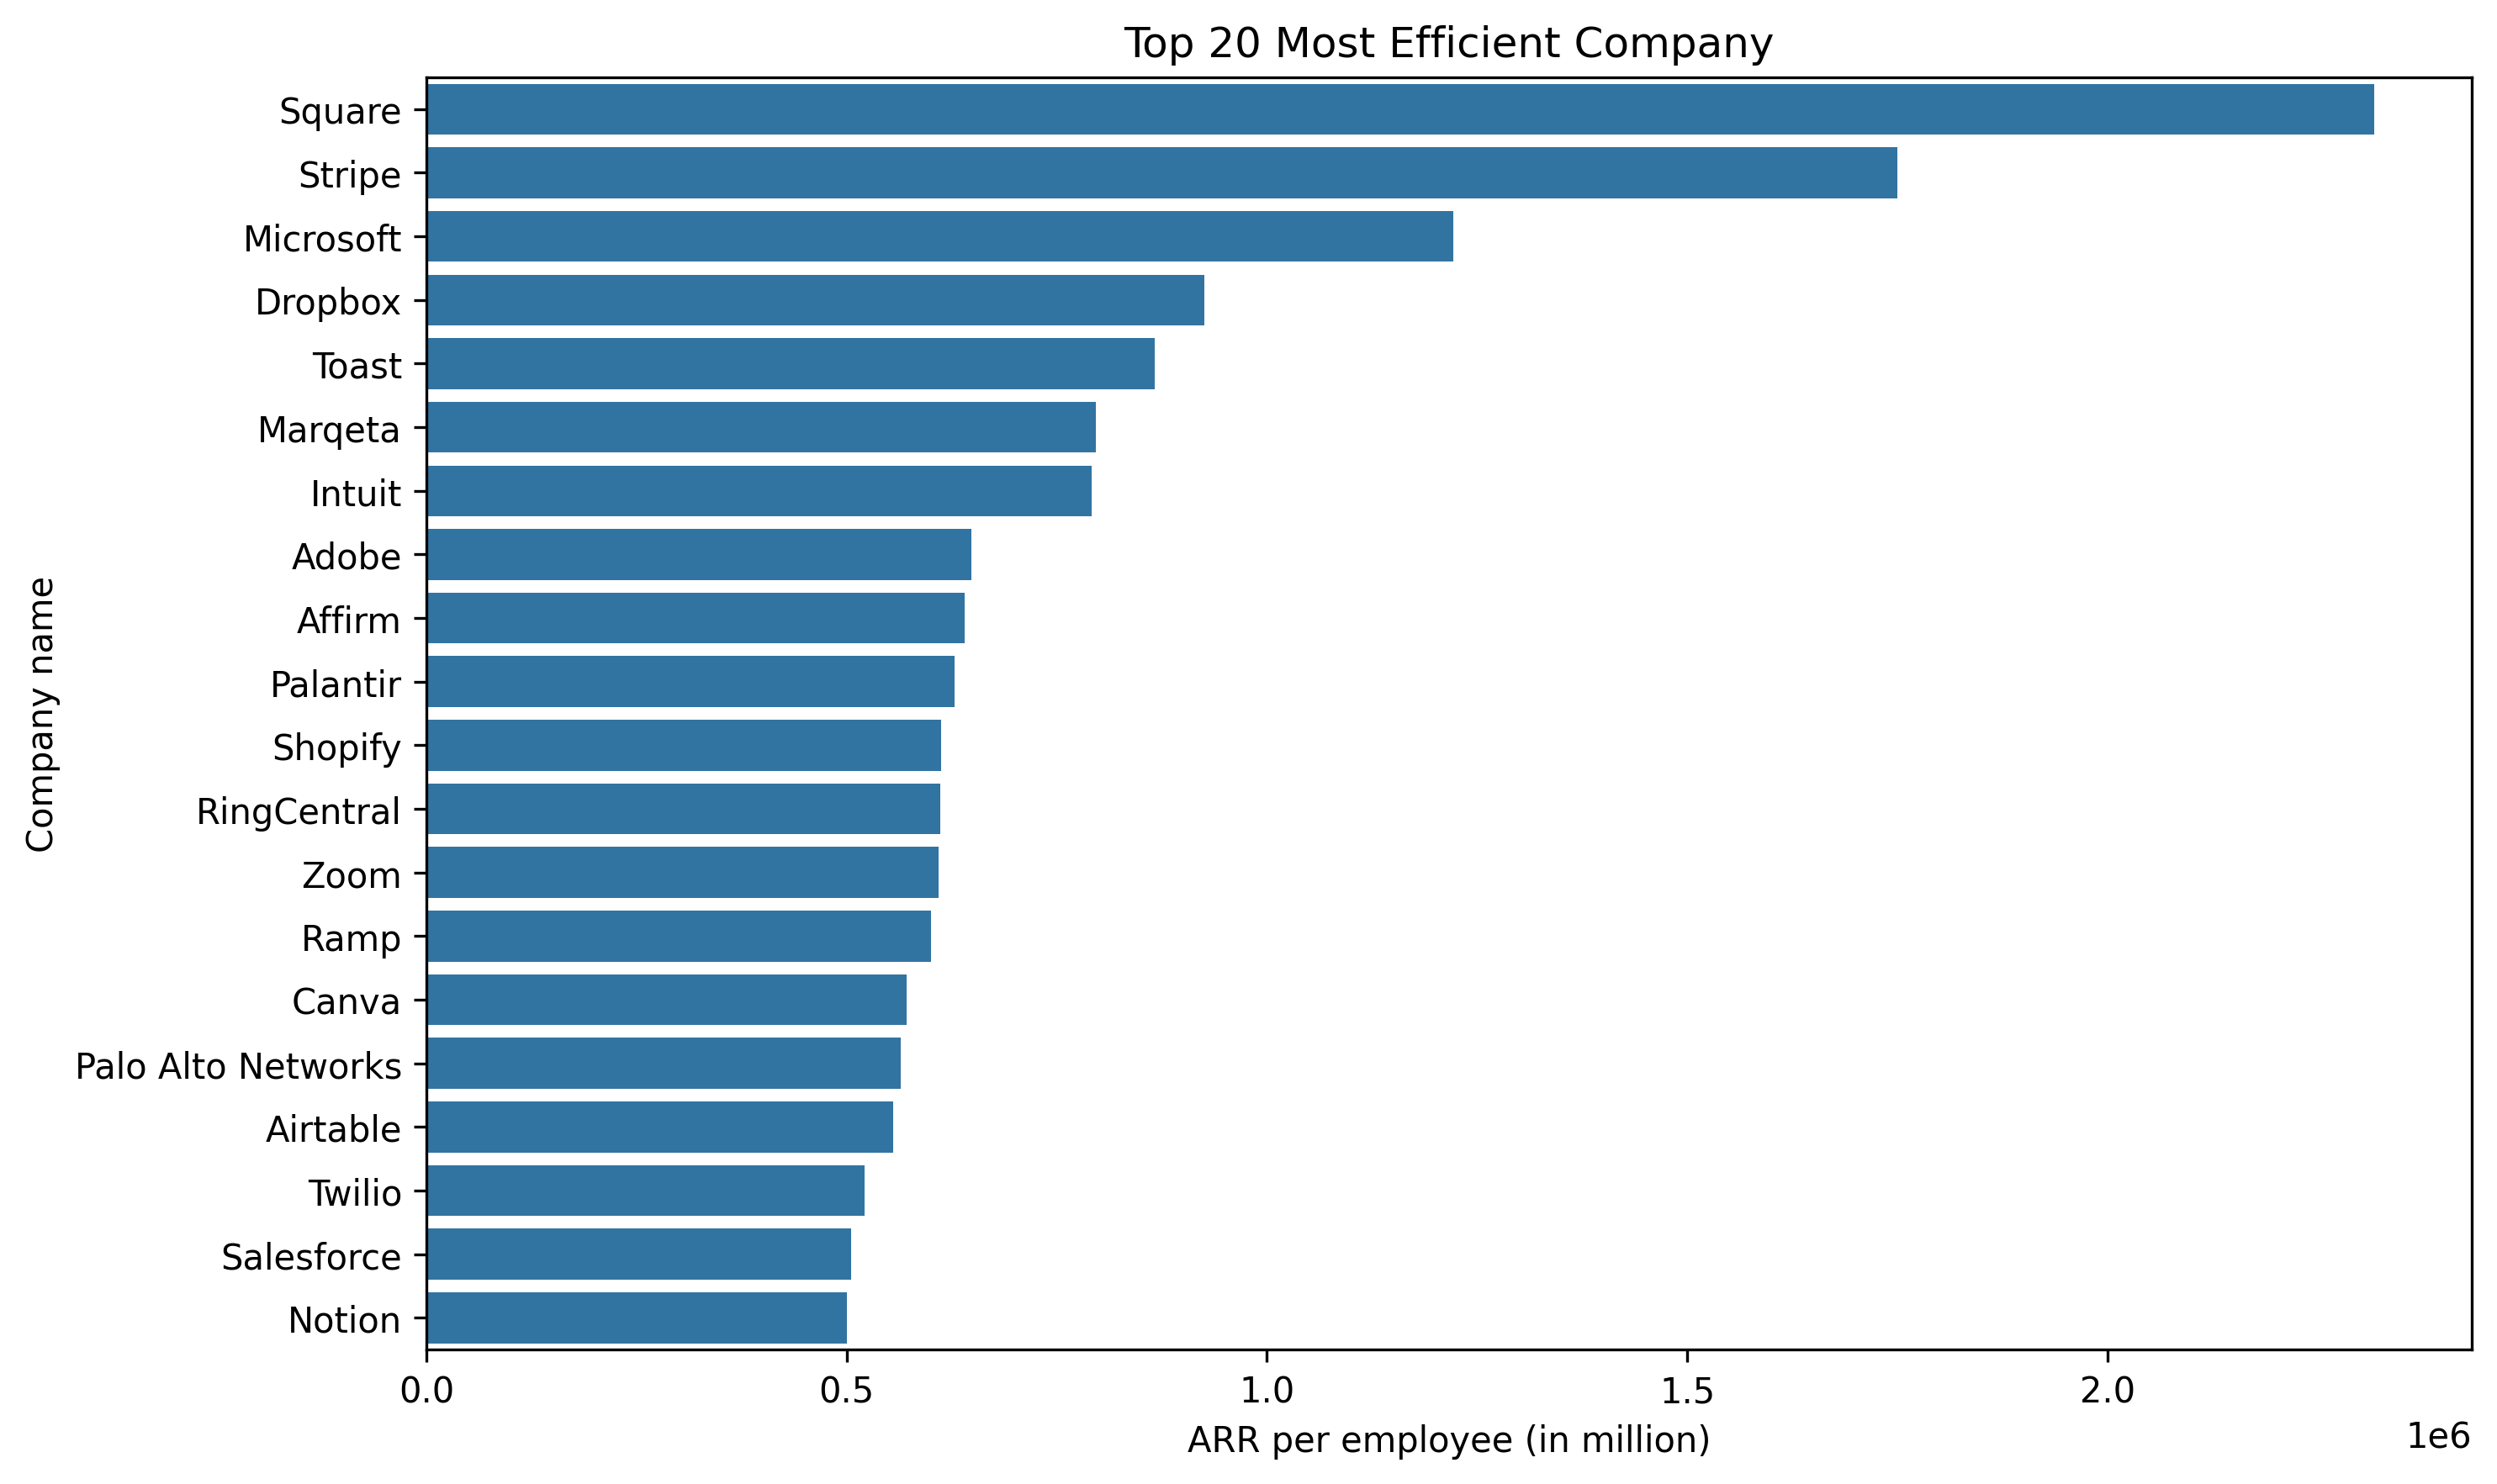 Top 20 Most Efficient Company
Square
Stripe
Microsoft
Dropbox
Toast
Marqeta
Intuit
Adobe
Affirm
Palantir
Shopify
RingCentral
Zoom
Ramp
Canva
Palo Alto Networks
Airtable
Twilio
Salesforce
Notion
Company name
0.0 0.5 1.0 1.5 2.0
1e6
ARR per employee (in million)